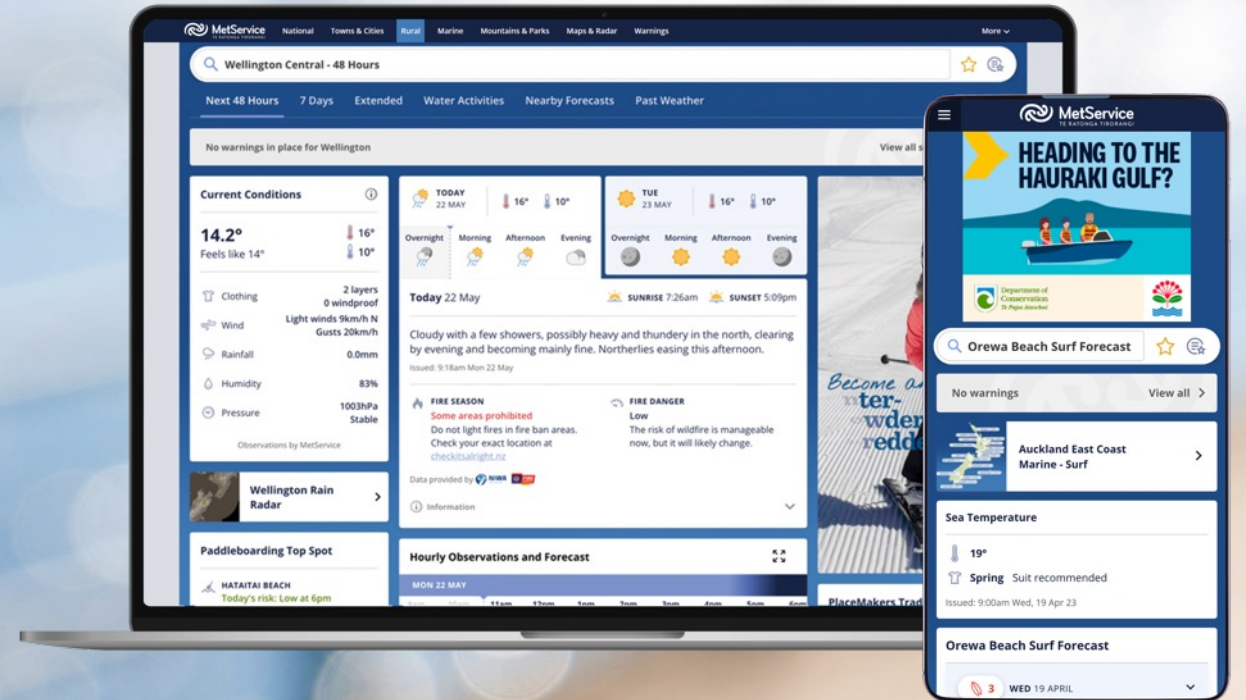 MetService
TE RATONGA TIRORANGI
National
Towns & Cities
Rural
Marine
Mountains & Parks
Maps & Radar
Warnings
More
Wellington Central - 48 Hours
Next 48 Hours
7 Days
Extended
Water Activities
Nearby Forecasts
Past Weather
No warnings in place for Wellington
View all
Current Conditions
14.2°
Feels like 14°
16°
10°
Clothing
2 layers
0 windproof
Wind
Light winds 9km/h N
Gusts 20km/h
Rainfall
0.0mm
Humidity
83%
Pressure
1003hPa
Stable
Observations by MetService
Wellington Rain
Radar
Paddleboarding Top Spot
HATAITAI BEACH
Today's risk: Low at 6pm
TODAY
22 MAY
16°
10°
Overnight
Morning
Afternoon
Evening
TUE
23 MAY
16°
10°
Overnight
Morning
Afternoon
Evening
Today 22 May
SUNRISE 7:26am
SUNSET 5:09pm
Cloudy with a few showers, possibly heavy and thundery in the north, clearing
by evening and becoming mainly fine. Northerlies easing this afternoon.
Issued: 9:18am Mon 22 May
FIRE SEASON
Some areas prohibited
Do not light fires in fire ban areas.
Check your exact location at
checkitsalright.nz
FIRE DANGER
Low
The risk of wildfire is manageable
now, but it will likely change.
Data provided by
NIWA
Information
Hourly Observations and Forecast
MON 22 MAY
11am
12pm
1pm
2pm
3pm
4pm
5pm
6pm
Become
PlaceMakers
MetService
TE RATONGA TIRORANGI
HEADING TO THE
HAURAKI GULF?
Department of
Conservation
Te Papa Atawhai
Orewa Beach Surf Forecast
No warnings
View all
Auckland East Coast
Marine - Surf
Sea Temperature
19°
Spring Suit recommended
Issued: 9:00am Wed, 19 Apr 23
Orewa Beach Surf Forecast
3
WED 19 APRIL